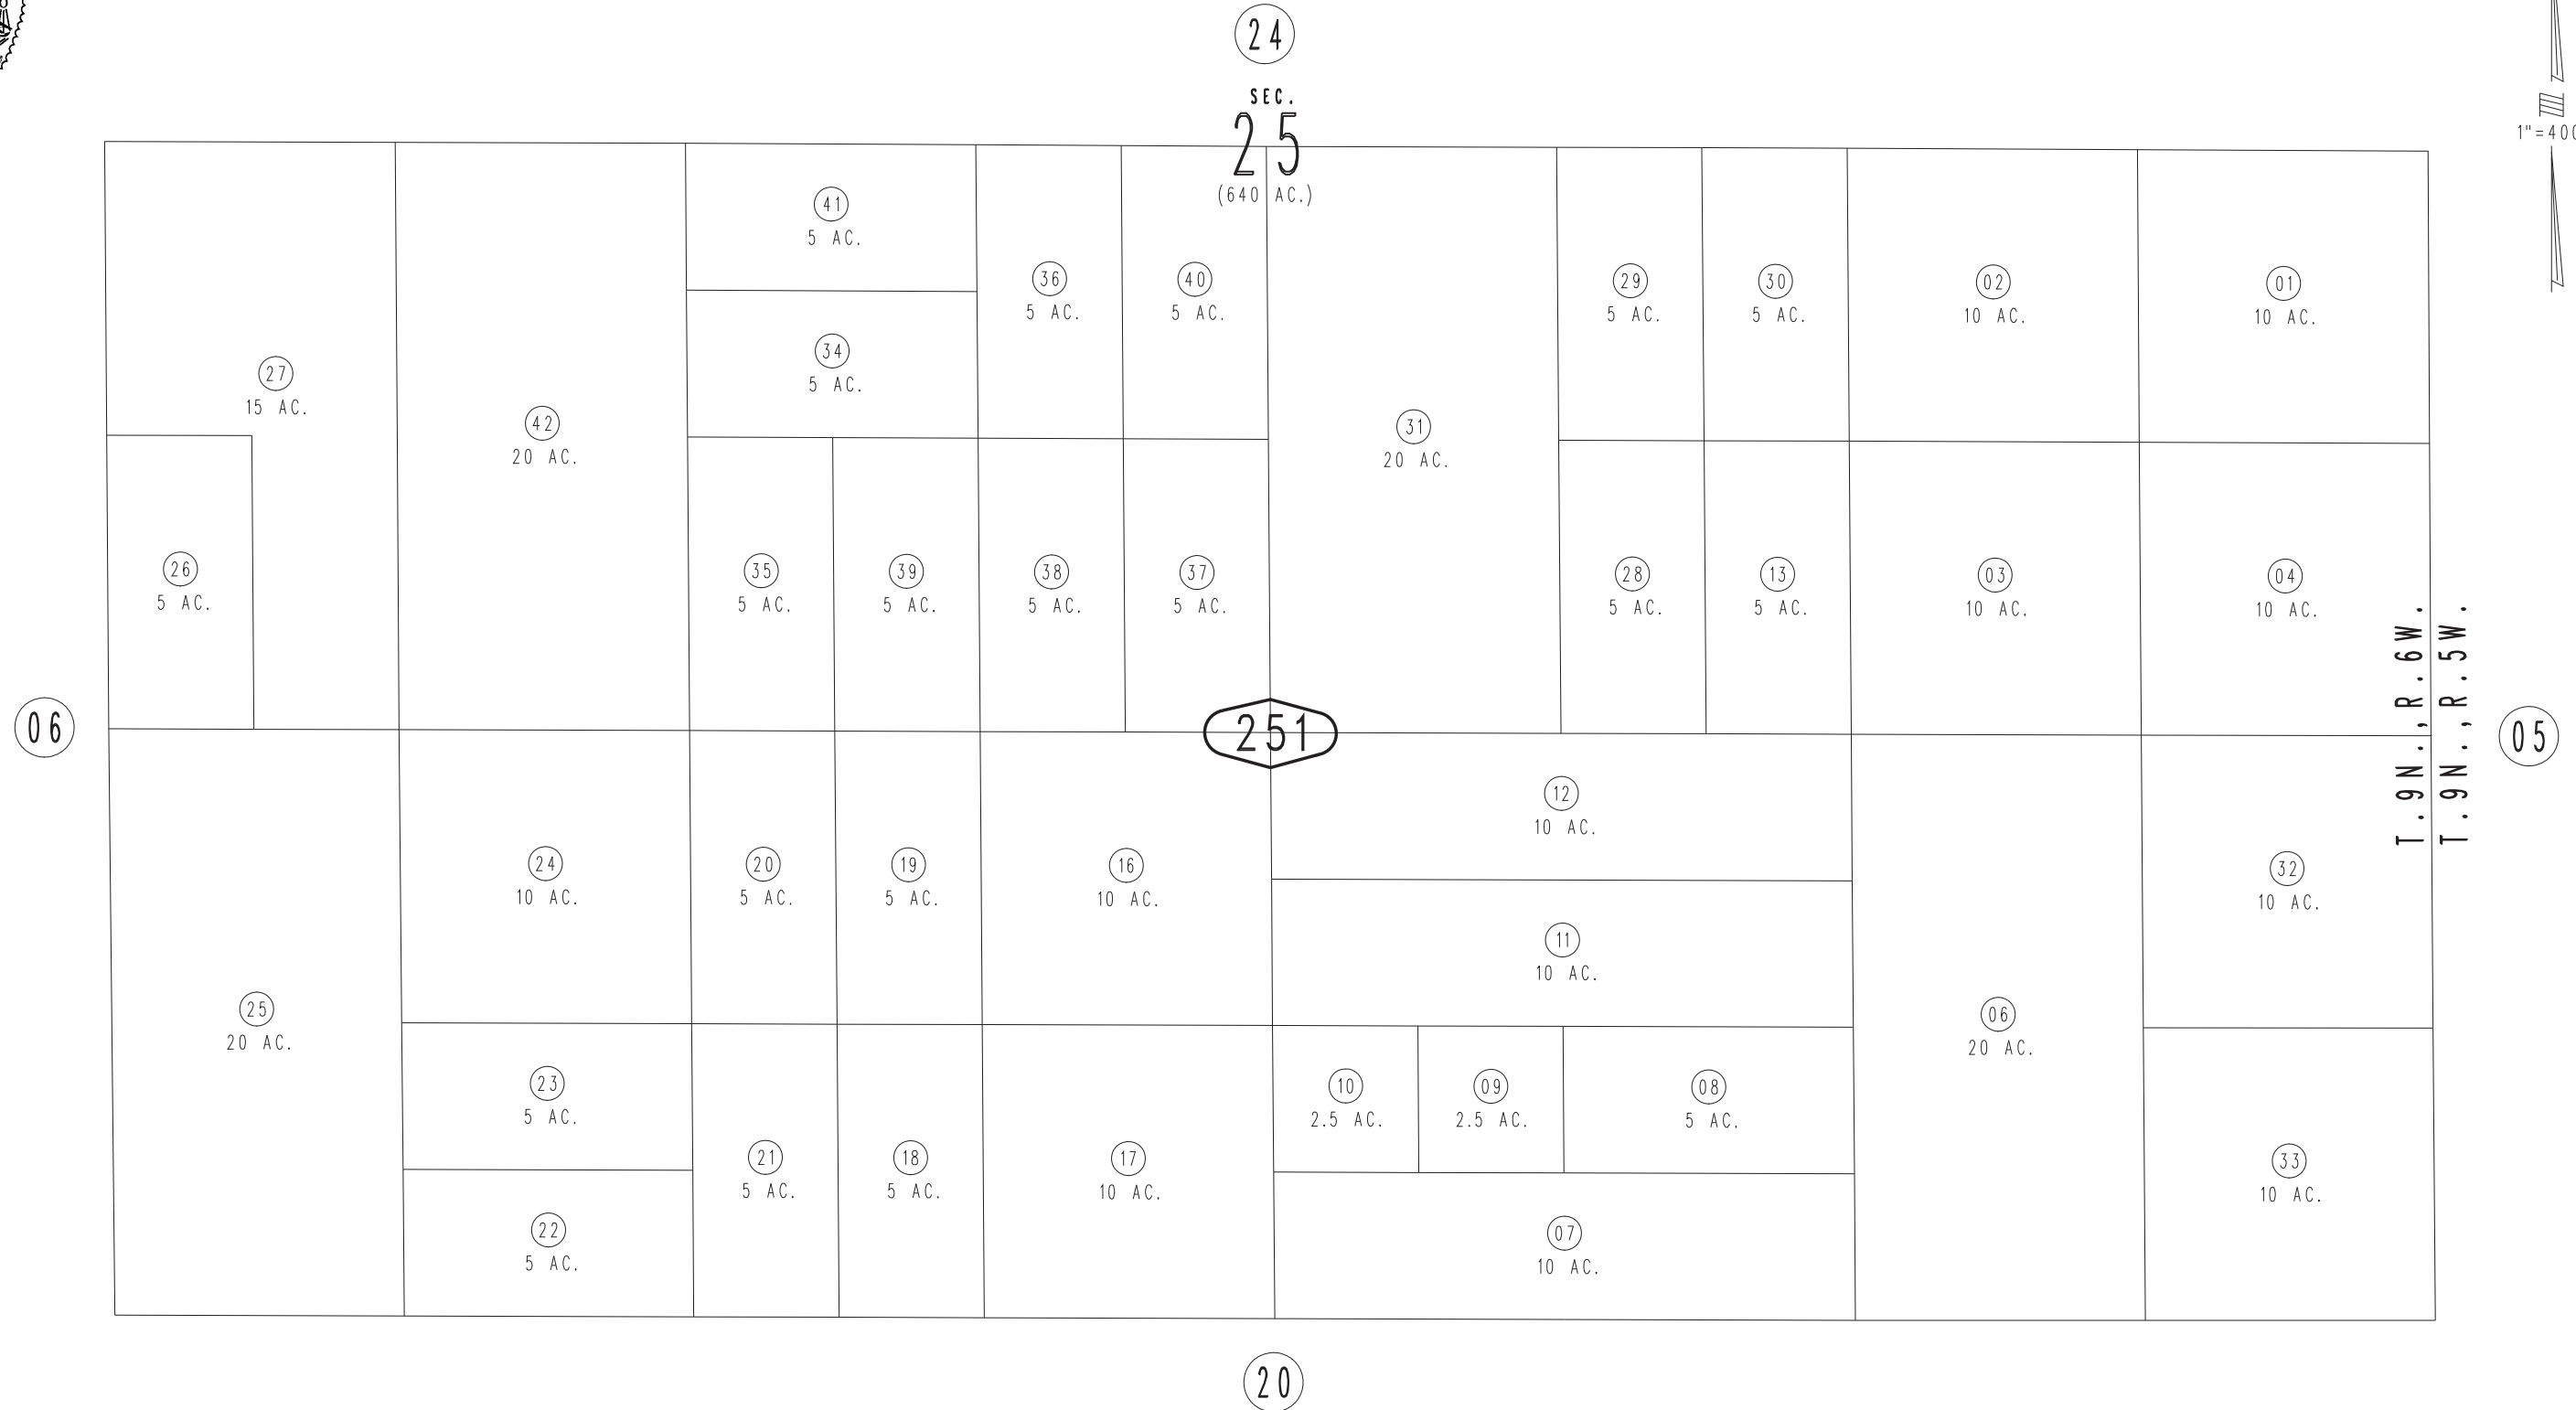 24
SEC.
25
(640 AC.)
1"=400
41
5 AC.
36
5 AC.
40
5 AC.
29
5 AC.
30
5 AC.
02
10 AC.
01
10 AC.
34
5 AC.
27
15 AC.
42
20 AC.
31
20 AC.
26
5 AC.
35
5 AC.
39
5 AC.
38
5 AC.
37
5 AC.
28
5 AC.
13
5 AC.
03
10 AC.
04
10 AC.
T.9N.,R.6W.
T.9N.,R.5W.
06
251
05
12
10 AC.
24
10 AC.
20
5 AC.
19
5 AC.
16
10 AC.
32
10 AC.
11
10 AC.
25
20 AC.
06
20 AC.
23
5 AC.
10
2.5 AC.
09
2.5 AC.
08
5 AC.
21
5 AC.
18
5 AC.
17
10 AC.
33
10 AC.
22
5 AC.
07
10 AC.
20